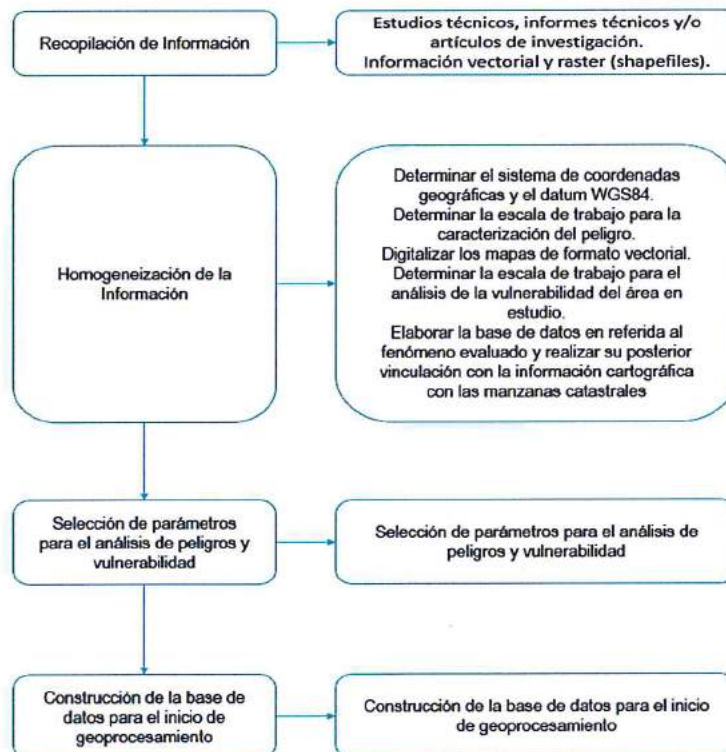 Recopilación de Información
Estudios técnicos, informes técnicos y/o
artículos de investigación.
Información vectorial y raster (shapefiles).
Homogeneización de la
Información
Determinar el sistema de coordenadas
geográficas y el datum WGS84.
Determinar la escala de trabajo para la
caracterización del peligro.
Digitalizar los mapas de formato vectorial.
Determinar la escala de trabajo para el
análisis de la vulnerabilidad del área en
estudio.
Elaborar la base de datos en referida al
fenómeno evaluado y realizar su posterior
vinculación con la información cartográfica
con las manzanas catastrales
Selección de parámetros
para el análisis de peligros y
vulnerabilidad
Selección de parámetros para el análisis de
peligros y vulnerabilidad
Construcción de la base de
datos para el inicio de
geoprocesamiento
Construcción de la base de datos para el inicio
de geoprocesamiento